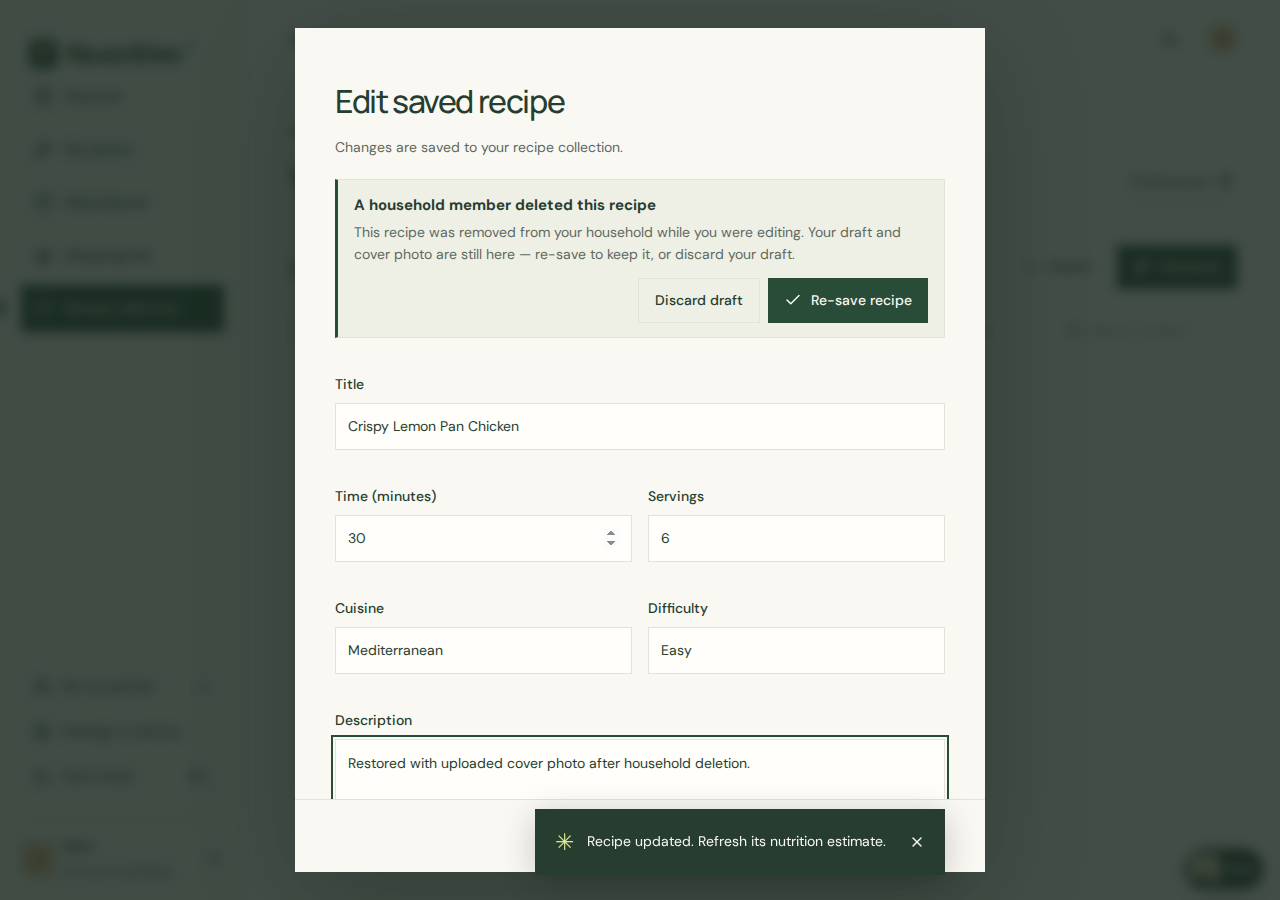 Edit saved recipe
Changes are saved to your recipe collection.
A household member deleted this recipe
This recipe was removed from your household while you were editing. Your draft and
cover photo are still here — re-save to keep it, or discard your draft.
Discard draft
Re-save recipe
Title
Crispy Lemon Pan Chicken
Time (minutes)
Servings
30
6
Cuisine
Difficulty
Mediterranean
Easy
Description
Restored with uploaded cover photo after household deletion.
Recipe updated. Refresh its nutrition estimate.